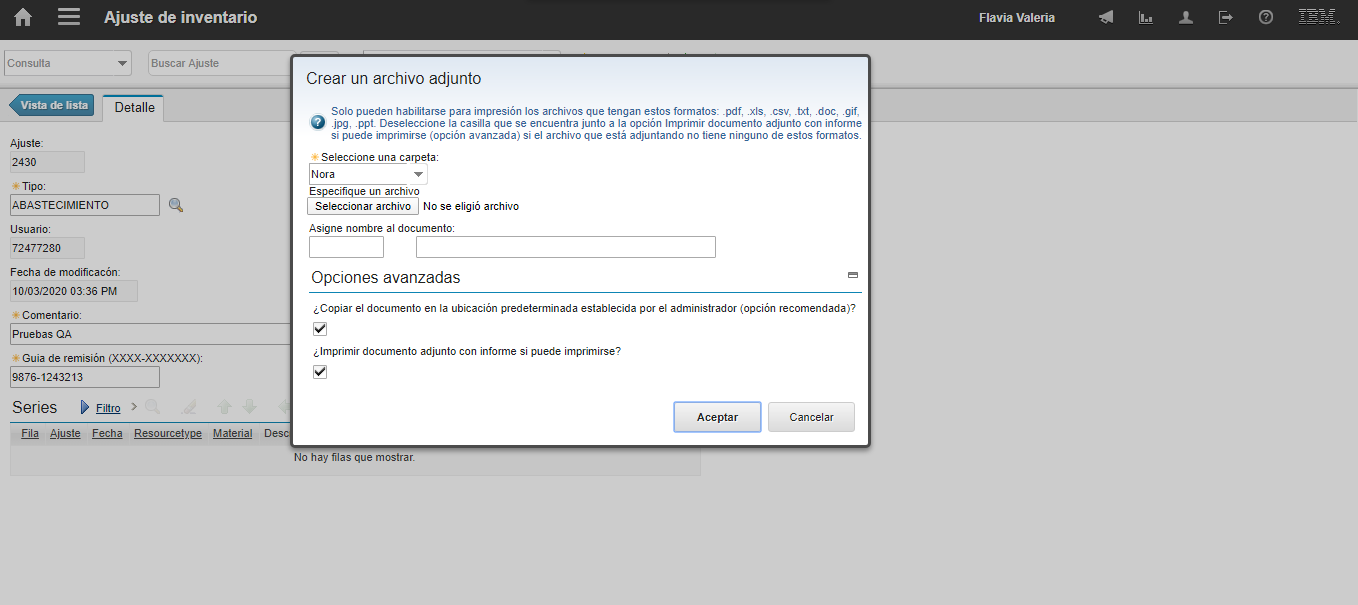 Ajuste de inventario
Flavia Valeria
IBM.
Consulta
Buscar Ajuste
Vista de lista
Detalle
Ajuste:
2430
Tipo:
ABASTECIMIENTO
Usuario:
72477280
Fecha de modificacón:
10/03/2020 03:36 PM
Comentario:
Pruebas QA
Guia de remisión (XXXX-XXXXXXX):
9876-1243213
Series
Filtro
Fila Ajuste Fecha Resourcetype Material Desc
No hay filas que mostrar.
Crear un archivo adjunto
Solo pueden habilitarse para impresión los archivos que tengan estos formatos: .pdf, .xls, .csv, .txt, .doc, .gif,
.jpg, .ppt. Deseleccione la casilla que se encuentra junto a la opción Imprimir documento adjunto con informe
si puede imprimirse (opción avanzada) si el archivo que está adjuntando no tiene ninguno de estos formatos.
Seleccione una carpeta:
Nora
Especifique un archivo
Seleccionar archivo No se eligió archivo
Asigne nombre al documento:
Opciones avanzadas
¿Copiar el documento en la ubicación predeterminada establecida por el administrador (opción recomendada)?
¿Imprimir documento adjunto con informe si puede imprimirse?
Aceptar Cancelar